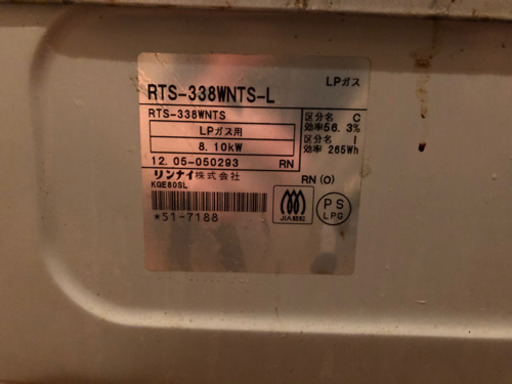 LPガス
RTS-338WNTS-L
RTS-338WNTS
LPガス用
8.10kW
12.05-050293 RN
区分名 C
効率56.3%
区分名 I
効率 265Wh
リンナイ株式会社
KGE60SL
RN(O)
*51-7188
JIA
PS
LPG